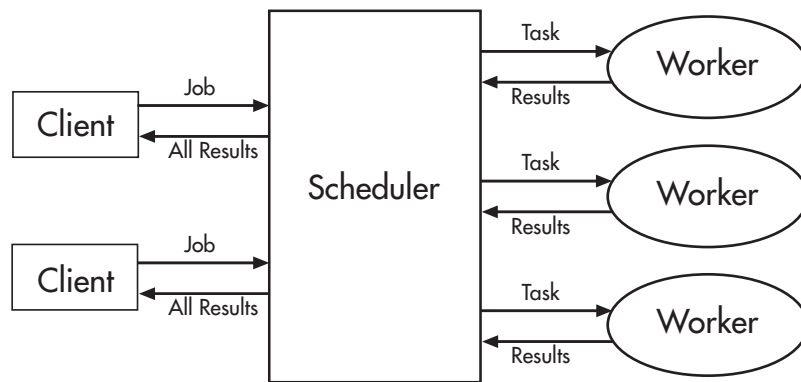 Client
Job
All Results
Client
Job
All Results
Scheduler
Task
Results
Worker
Task
Results
Worker
Task
Results
Worker